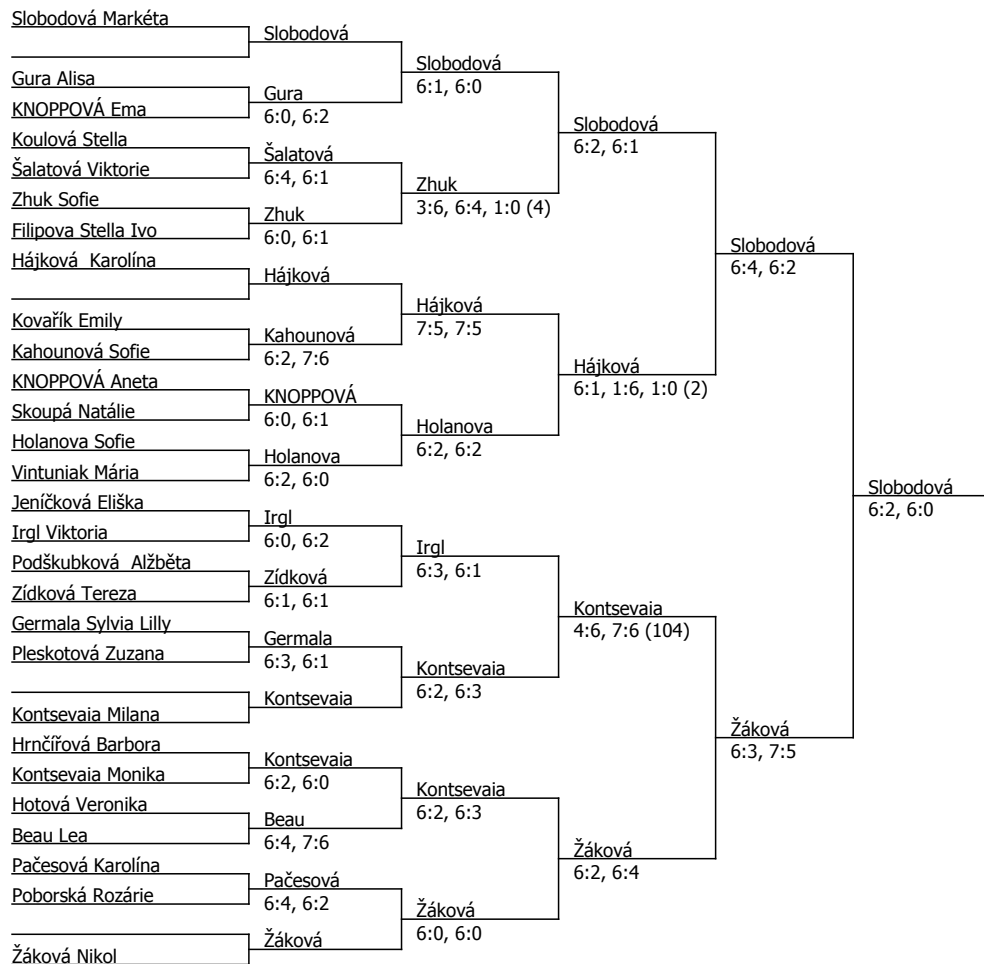 Slobodová Markéta
Gura Alisa
KNOPPOVÁ Ema
Koulová Stella
Šalatová Viktorie
Zhuk Sofie
Filipova Stella Ivo
Hájková  Karolína
Kovařík Emily
Kahounová Sofie
KNOPPOVÁ Aneta
Skoupá Natálie
Holanova Sofie
Vintuniak Mária
Jeníčková Eliška
Irgl Viktoria
Podškubková  Alžběta
Zídková Tereza
Germala Sylvia Lilly
Pleskotová Zuzana
Kontsevaia Milana
Hrnčířová Barbora
Kontsevaia Monika
Hotová Veronika
Beau Lea
Pačesová Karolína
Poborská Rozárie
Žáková Nikol
Slobodová
Gura
6:0, 6:2
Šalatová
6:4, 6:1
Zhuk
6:0, 6:1
Hájková
Kahounová
6:2, 7:6
KNOPPOVÁ
6:0, 6:1
Holanova
6:2, 6:0
Irgl
6:0, 6:2
Zídková
6:1, 6:1
Germala
6:3, 6:1
Kontsevaia
Kontsevaia
6:2, 6:0
Beau
6:4, 7:6
Pačesová
6:4, 6:2
Žáková
Slobodová
6:1, 6:0
Zhuk
3:6, 6:4, 1:0 (4)
Hájková
7:5, 7:5
Holanova
6:2, 6:2
Irgl
6:3, 6:1
Kontsevaia
6:2, 6:3
Kontsevaia
6:2, 6:3
Žáková
6:0, 6:0
Slobodová
6:2, 6:1
Hájková
6:1, 1:6, 1:0 (2)
Kontsevaia
4:6, 7:6 (104)
Žáková
6:2, 6:4
Slobodová
6:4, 6:2
Žáková
6:3, 7:5
Slobodová
6:2, 6:0